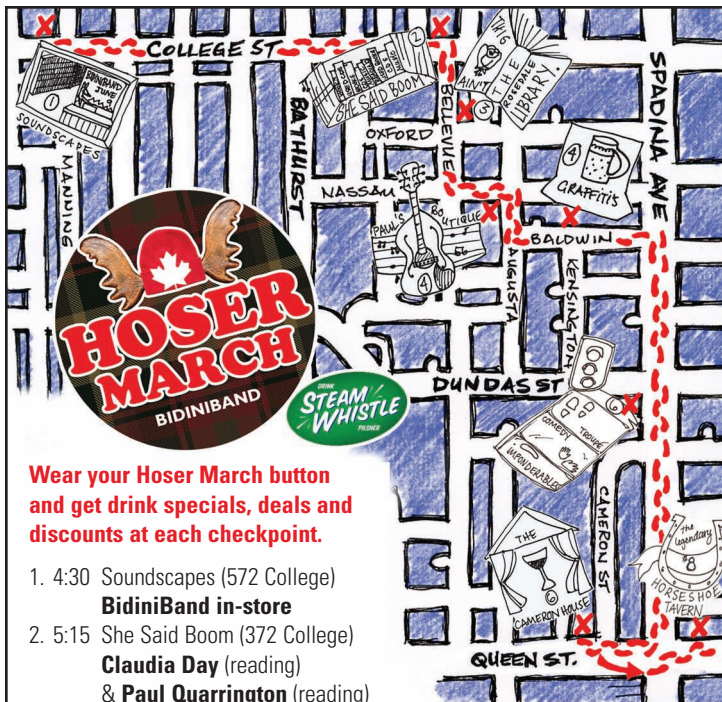 COLLEGE ST.
SPADINA AVE
BATHURST
MANNING
BELLEVUE
OXFORD
NASSAU
BALDWIN
AUGUSTA
KENSINGTON
DUNDAS ST
CAMERON ST
QUEEN ST.
BIDINIBAND
JUNE
1
SOUNDSCAPES
2
SHE SAID BOOM
THIS
AIN'T
THE
ROSEDALE
LIBRARY.
3
4
GRAFFITI'S
PAUL'S BOUTIQUE
4
COMEDY TROUPE
IMPONDERABLES
THE
6
CAMERON HOUSE
the
legendary
$8
HORSESHOE
TAVERN
HOSER
MARCH
BIDINIBAND
DRINK
STEAM
WHISTLE
PILSNER
Wear your Hoser March button
and get drink specials, deals and
discounts at each checkpoint.
1. 4:30 Soundscapes (572 College)
BidiniBand in-store
2. 5:15 She Said Boom (372 College)
Claudia Day (reading)
& Paul Quarrington (reading)